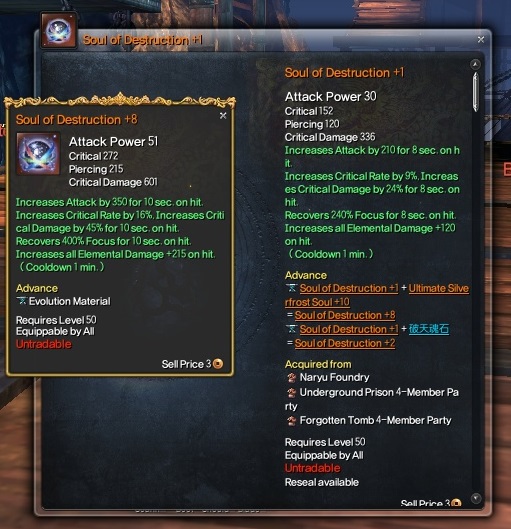 Soul of Destruction +1
Soul of Destruction +8
Attack Power 51
Critical 272
Piercing 215
Critical Damage 601
Increases Attack by 350 for 10 sec. on hit.
Increases Critical Rate by 16%. Increases Criti
cal Damage by 45% for 10 sec. on hit.
Recovers 400% Focus for 10 sec. on hit.
Increases all Elemental Damage +215 on hit.
( Cooldown 1 min. )
Advance
Evolution Material
Requires Level 50
Equippable by All
Untradable
Sell Price 3
Soul of Destruction +1
Attack Power 30
Critical 152
Piercing 120
Critical Damage 336
Increases Attack by 210 for 8 sec. on h
it.
Increases Critical Rate by 9%. Increas
es Critical Damage by 24% for 8 sec. on
hit.
Recovers 240% Focus for 8 sec. on hit.
Increases all Elemental Damage +120
on hit.
( Cooldown 1 min. )
Advance
Soul of Destruction +1 + Ultimate Silve
rfrost Soul +10
= Soul of Destruction +8
Soul of Destruction +1 + 破天魂石
= Soul of Destruction +2
Acquired from
Naryu Foundry
Underground Prison 4-Member Pa
rty
Forgotten Tomb 4-Member Party
Requires Level 50
Equippable by All
Untradable
Reseal available
Sell Price 3